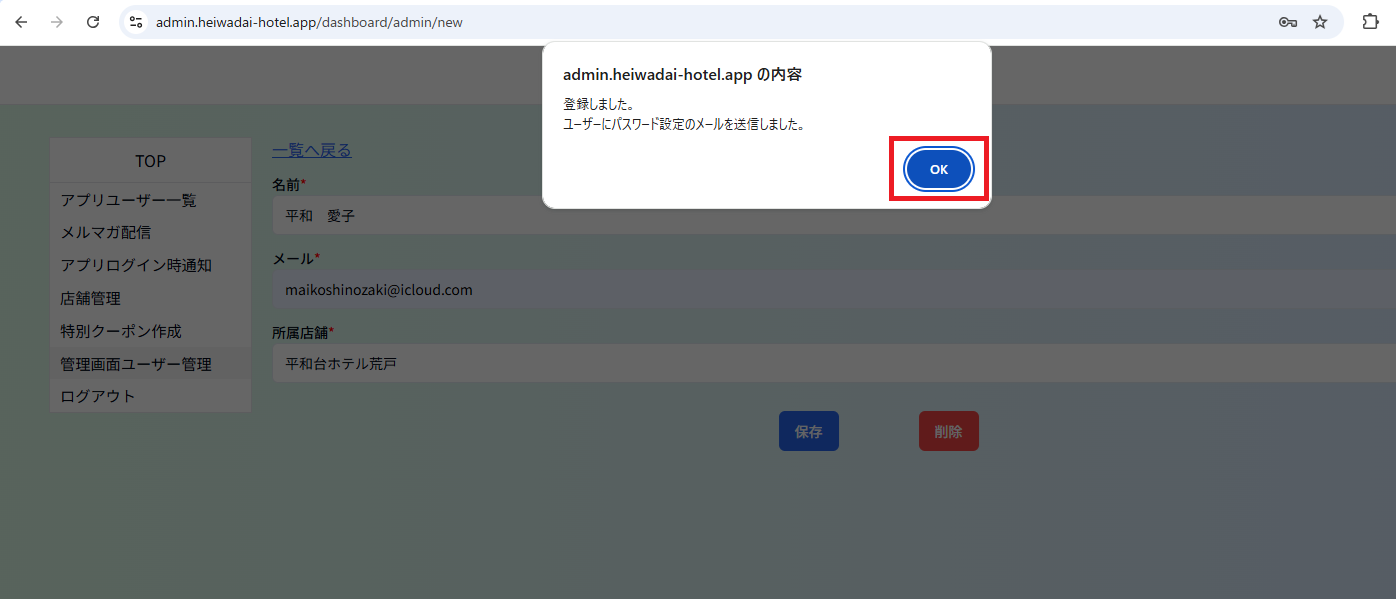 admin.heiwadai-hotel.app/dashboard/admin/new
admin.heiwadai-hotel.app の内容
登録しました。
ユーザーにパスワード設定のメールを送信しました。
OK
TOP
アプリユーザー一覧
メルマガ配信
アプリログイン時通知
店舗管理
特別クーポン作成
管理画面ユーザー管理
ログアウト
一覧へ戻る
名前*
平和　愛子
メール*
maikoshinozaki@icloud.com
所属店舗*
平和台ホテル荒戸
保存
削除